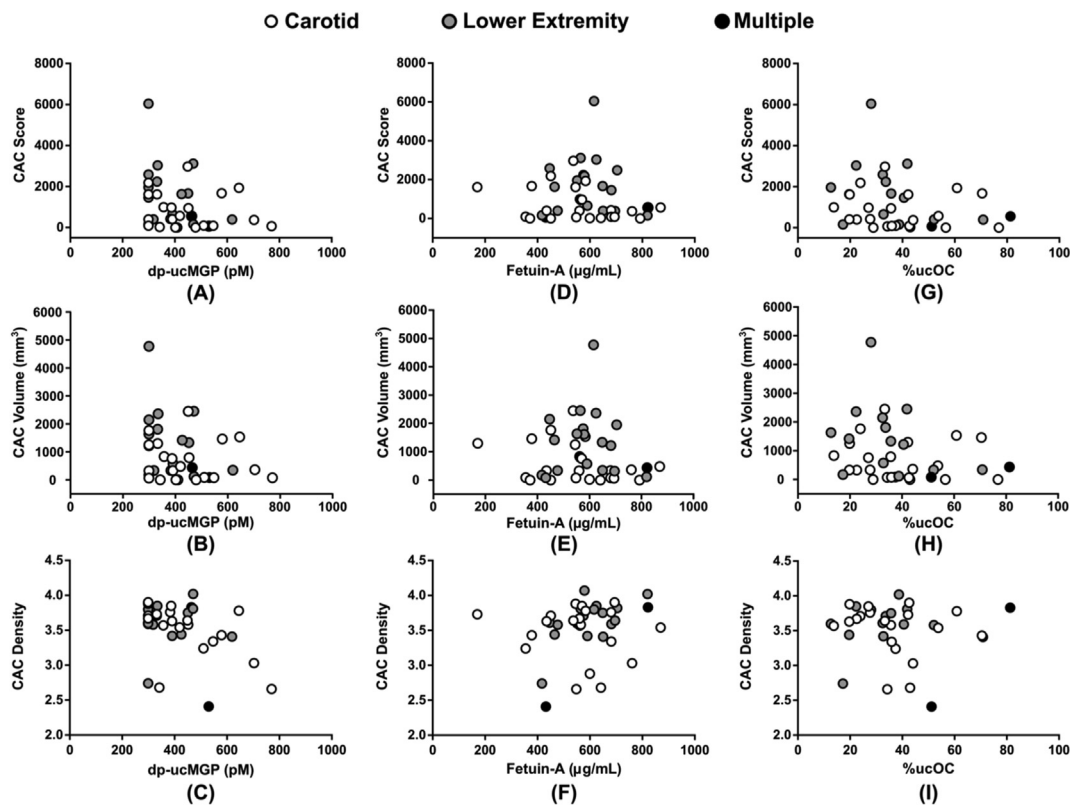 Carotid Lower Extremity Multiple
CAC Score
8000
6000
4000
2000
0
0 200 400 600 800 1000
dp-ucMGP (pM)
(A)
CAC Score
8000
6000
4000
2000
0
0 200 400 600 800 1000
Fetuin-A (µg/mL)
(D)
CAC Score
8000
6000
4000
2000
0
0 20 40 60 80 100
%ucOC
(G)
CAC Volume (mm³)
6000
5000
4000
3000
2000
1000
0
0 200 400 600 800 1000
dp-ucMGP (pM)
(B)
CAC Volume (mm³)
6000
5000
4000
3000
2000
1000
0
0 200 400 600 800 1000
Fetuin-A (µg/mL)
(E)
CAC Volume (mm³)
6000
5000
4000
3000
2000
1000
0
0 20 40 60 80 100
%ucOC
(H)
CAC Density
4.5
4.0
3.5
3.0
2.5
2.0
0 200 400 600 800 1000
dp-ucMGP (pM)
(C)
CAC Density
4.5
4.0
3.5
3.0
2.5
2.0
0 200 400 600 800 1000
Fetuin-A (µg/mL)
(F)
CAC Density
4.5
4.0
3.5
3.0
2.5
2.0
0 20 40 60 80 100
%ucOC
(I)